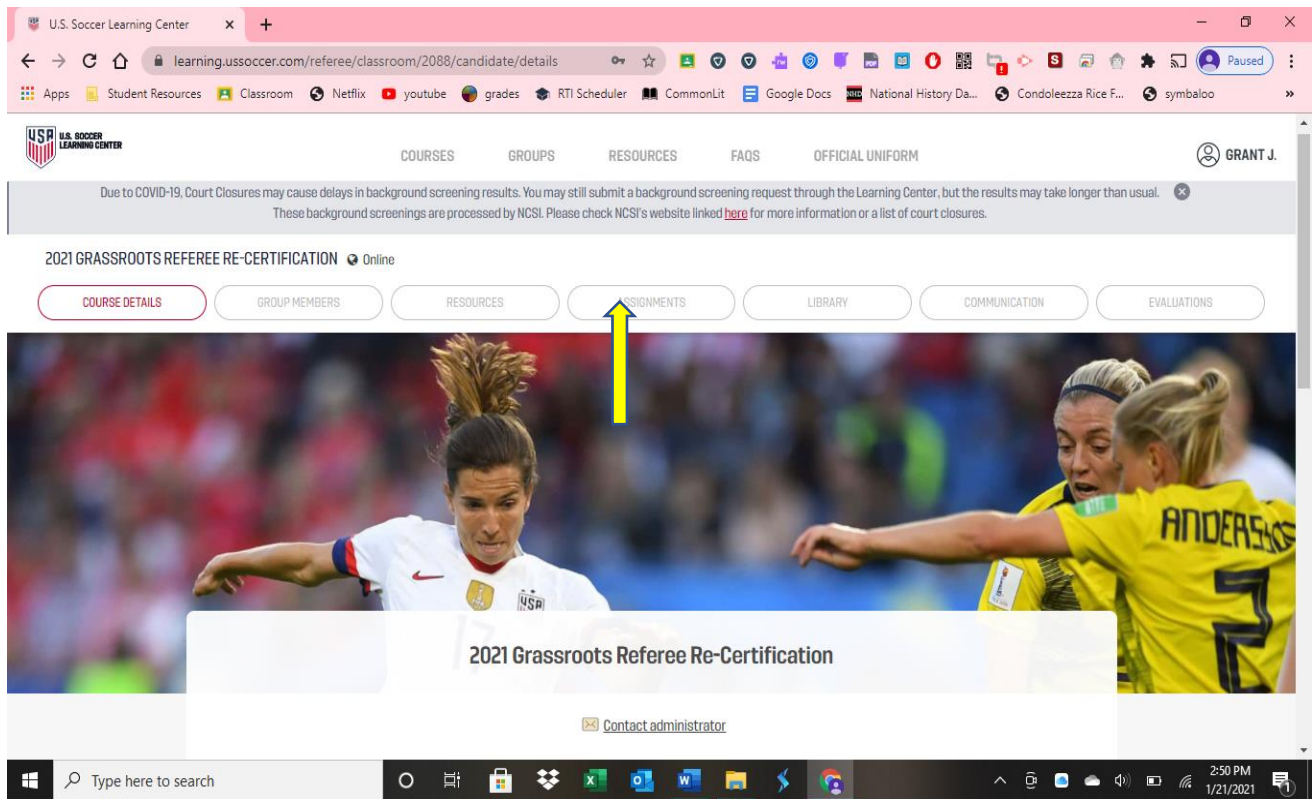 U.S. Soccer Learning Center
learning.ussoccer.com/referee/classroom/2088/candidate/details
Paused
Apps Student Resources Classroom Netflix youtube grades RTI Scheduler CommonLit Google Docs National History Da... Condoleezza Rice F... symbaloo »
U.S. SOCCER
LEARNING CENTER
COURSES GROUPS RESOURCES FAQS OFFICIAL UNIFORM GRANT J.
Due to COVID-19, Court Closures may cause delays in background screening results. You may still submit a background screening request through the Learning Center, but the results may take longer than usual.
These background screenings are processed by NCSI. Please check NCSI's website linked here for more information or a list of court closures.
2021 GRASSROOTS REFEREE RE-CERTIFICATION Online
COURSE DETAILS GROUP MEMBERS RESOURCES ASSIGNMENTS LIBRARY COMMUNICATION EVALUATIONS
USA
17
7
2021 Grassroots Referee Re-Certification
Contact administrator
Type here to search
2:50 PM
1/21/2021